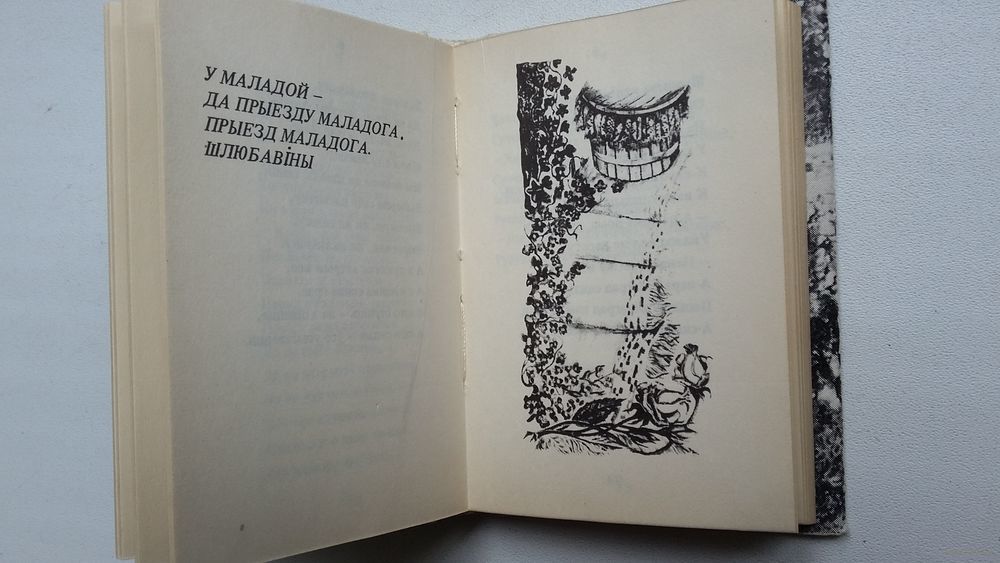 У МАЛАДОЙ –
ДА ПРЫЕЗДУ МАЛАДОГА.
ПРЫЕЗД МАЛАДОГА.
ШЛЮБАВІНЫ